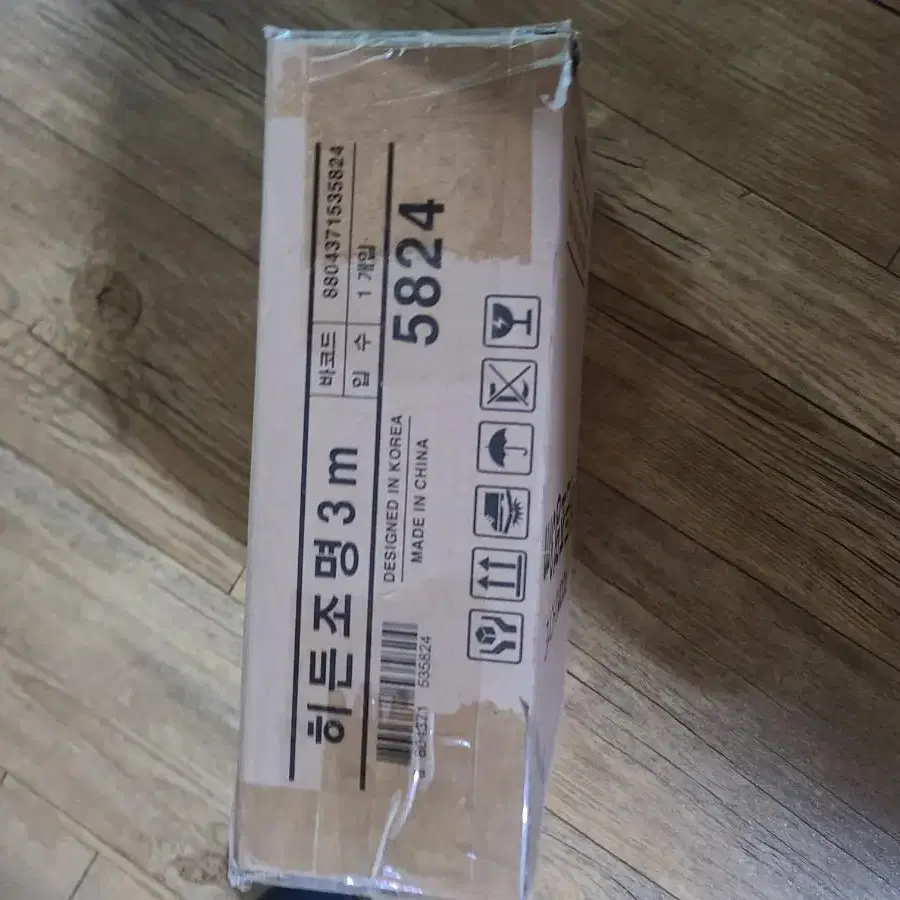 히든조명 3m
바코드 8804371535824
입 수 1 개입
DESIGNED IN KOREA
MADE IN CHINA
5824
535824